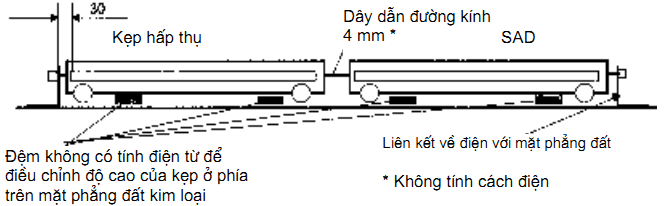 30
Kẹp hấp thụ
Dây dẫn đường kính
4 mm *
SAD
Đệm không có tính điện từ để
điều chỉnh độ cao của kẹp ở phía
trên mặt phẳng đất kim loại
Liên kết về điện với mặt phẳng đất
* Không tính cách điện